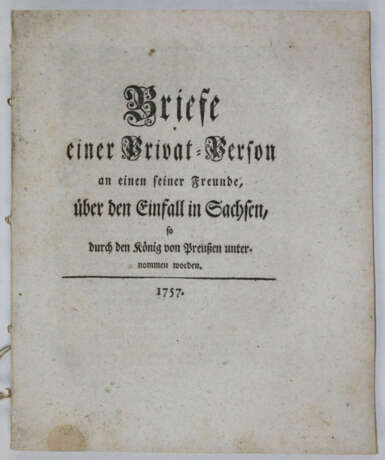 Briefe
einer Privat-Person
an einen seiner Freunde,
über den Einfall in Sachsen,
so
durch den König von Preußen unter-
nommen worden.
1757.